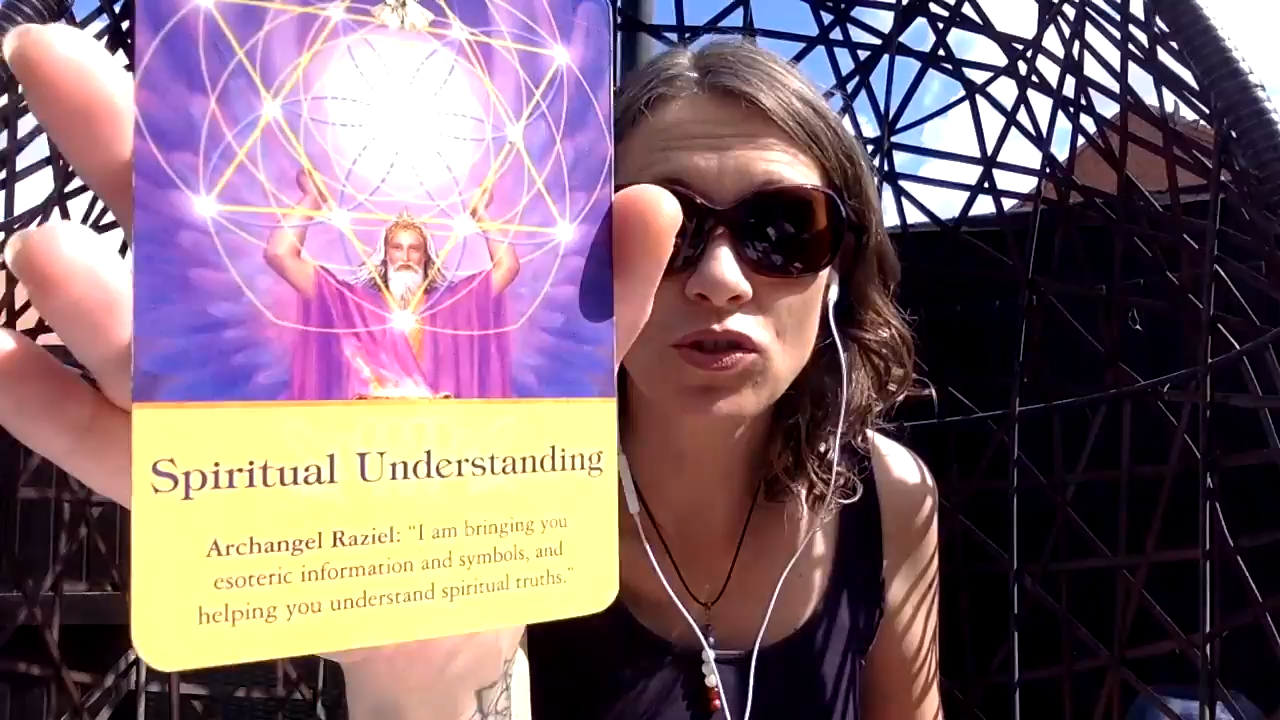 Spiritual Understanding
Archangel Raziel: “I am bringing you
esoteric information and symbols, and
helping you understand spiritual truths.”